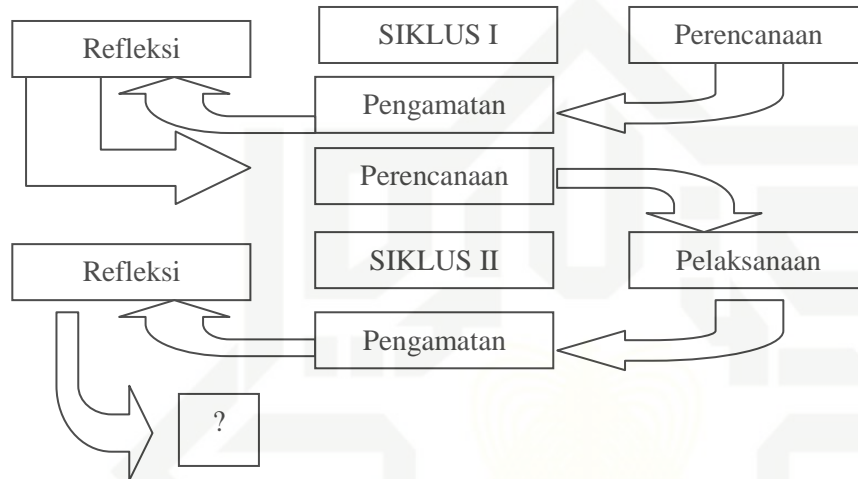 Refleksi
SIKLUS I
Perencanaan
Pengamatan
Perencanaan
Refleksi
SIKLUS II
Pelaksanaan
Pengamatan
?